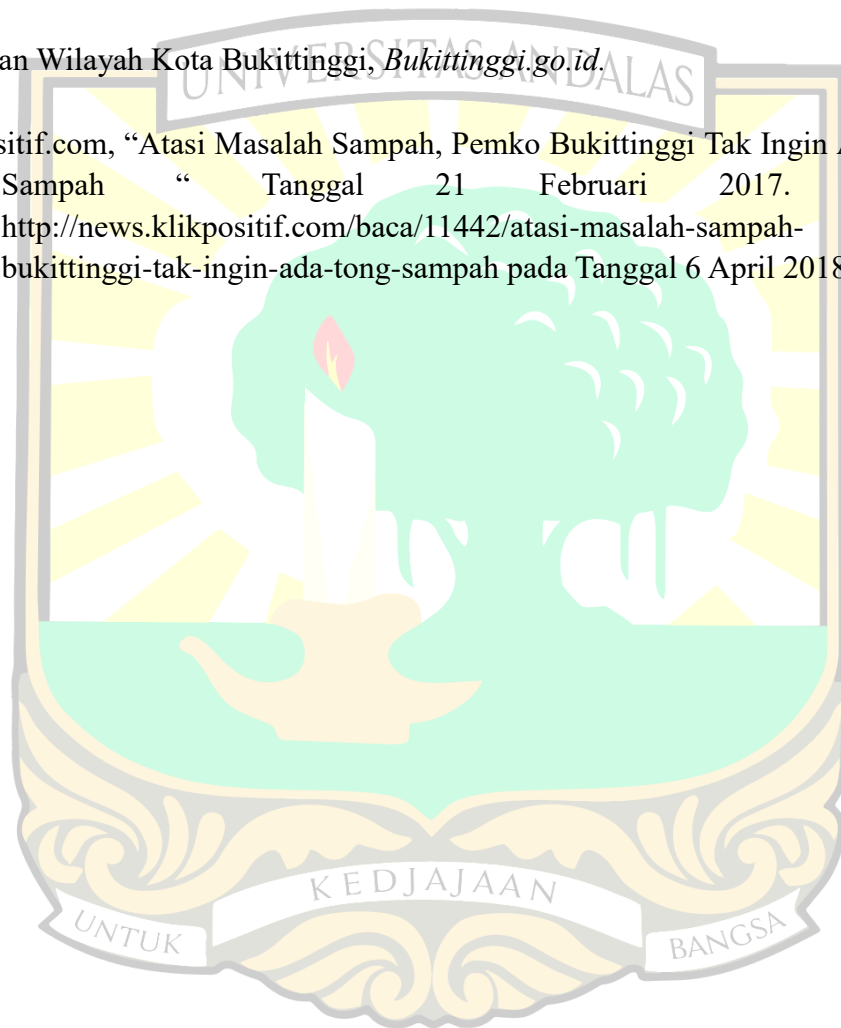 an Wilayah Kota Bukittinggi, Bukittinggi.go.id.
UNIVERSITAS ANDALAS
sitif.com, “Atasi Masalah Sampah, Pemko Bukittinggi Tak Ingin A
Sampah “ Tanggal 21 Februari 2017.
http://news.klikpositif.com/baca/11442/atasi-masalah-sampah-
bukittinggi-tak-ingin-ada-tong-sampah pada Tanggal 6 April 2018
KEDJAJAAN
UNTUK
BANGSA